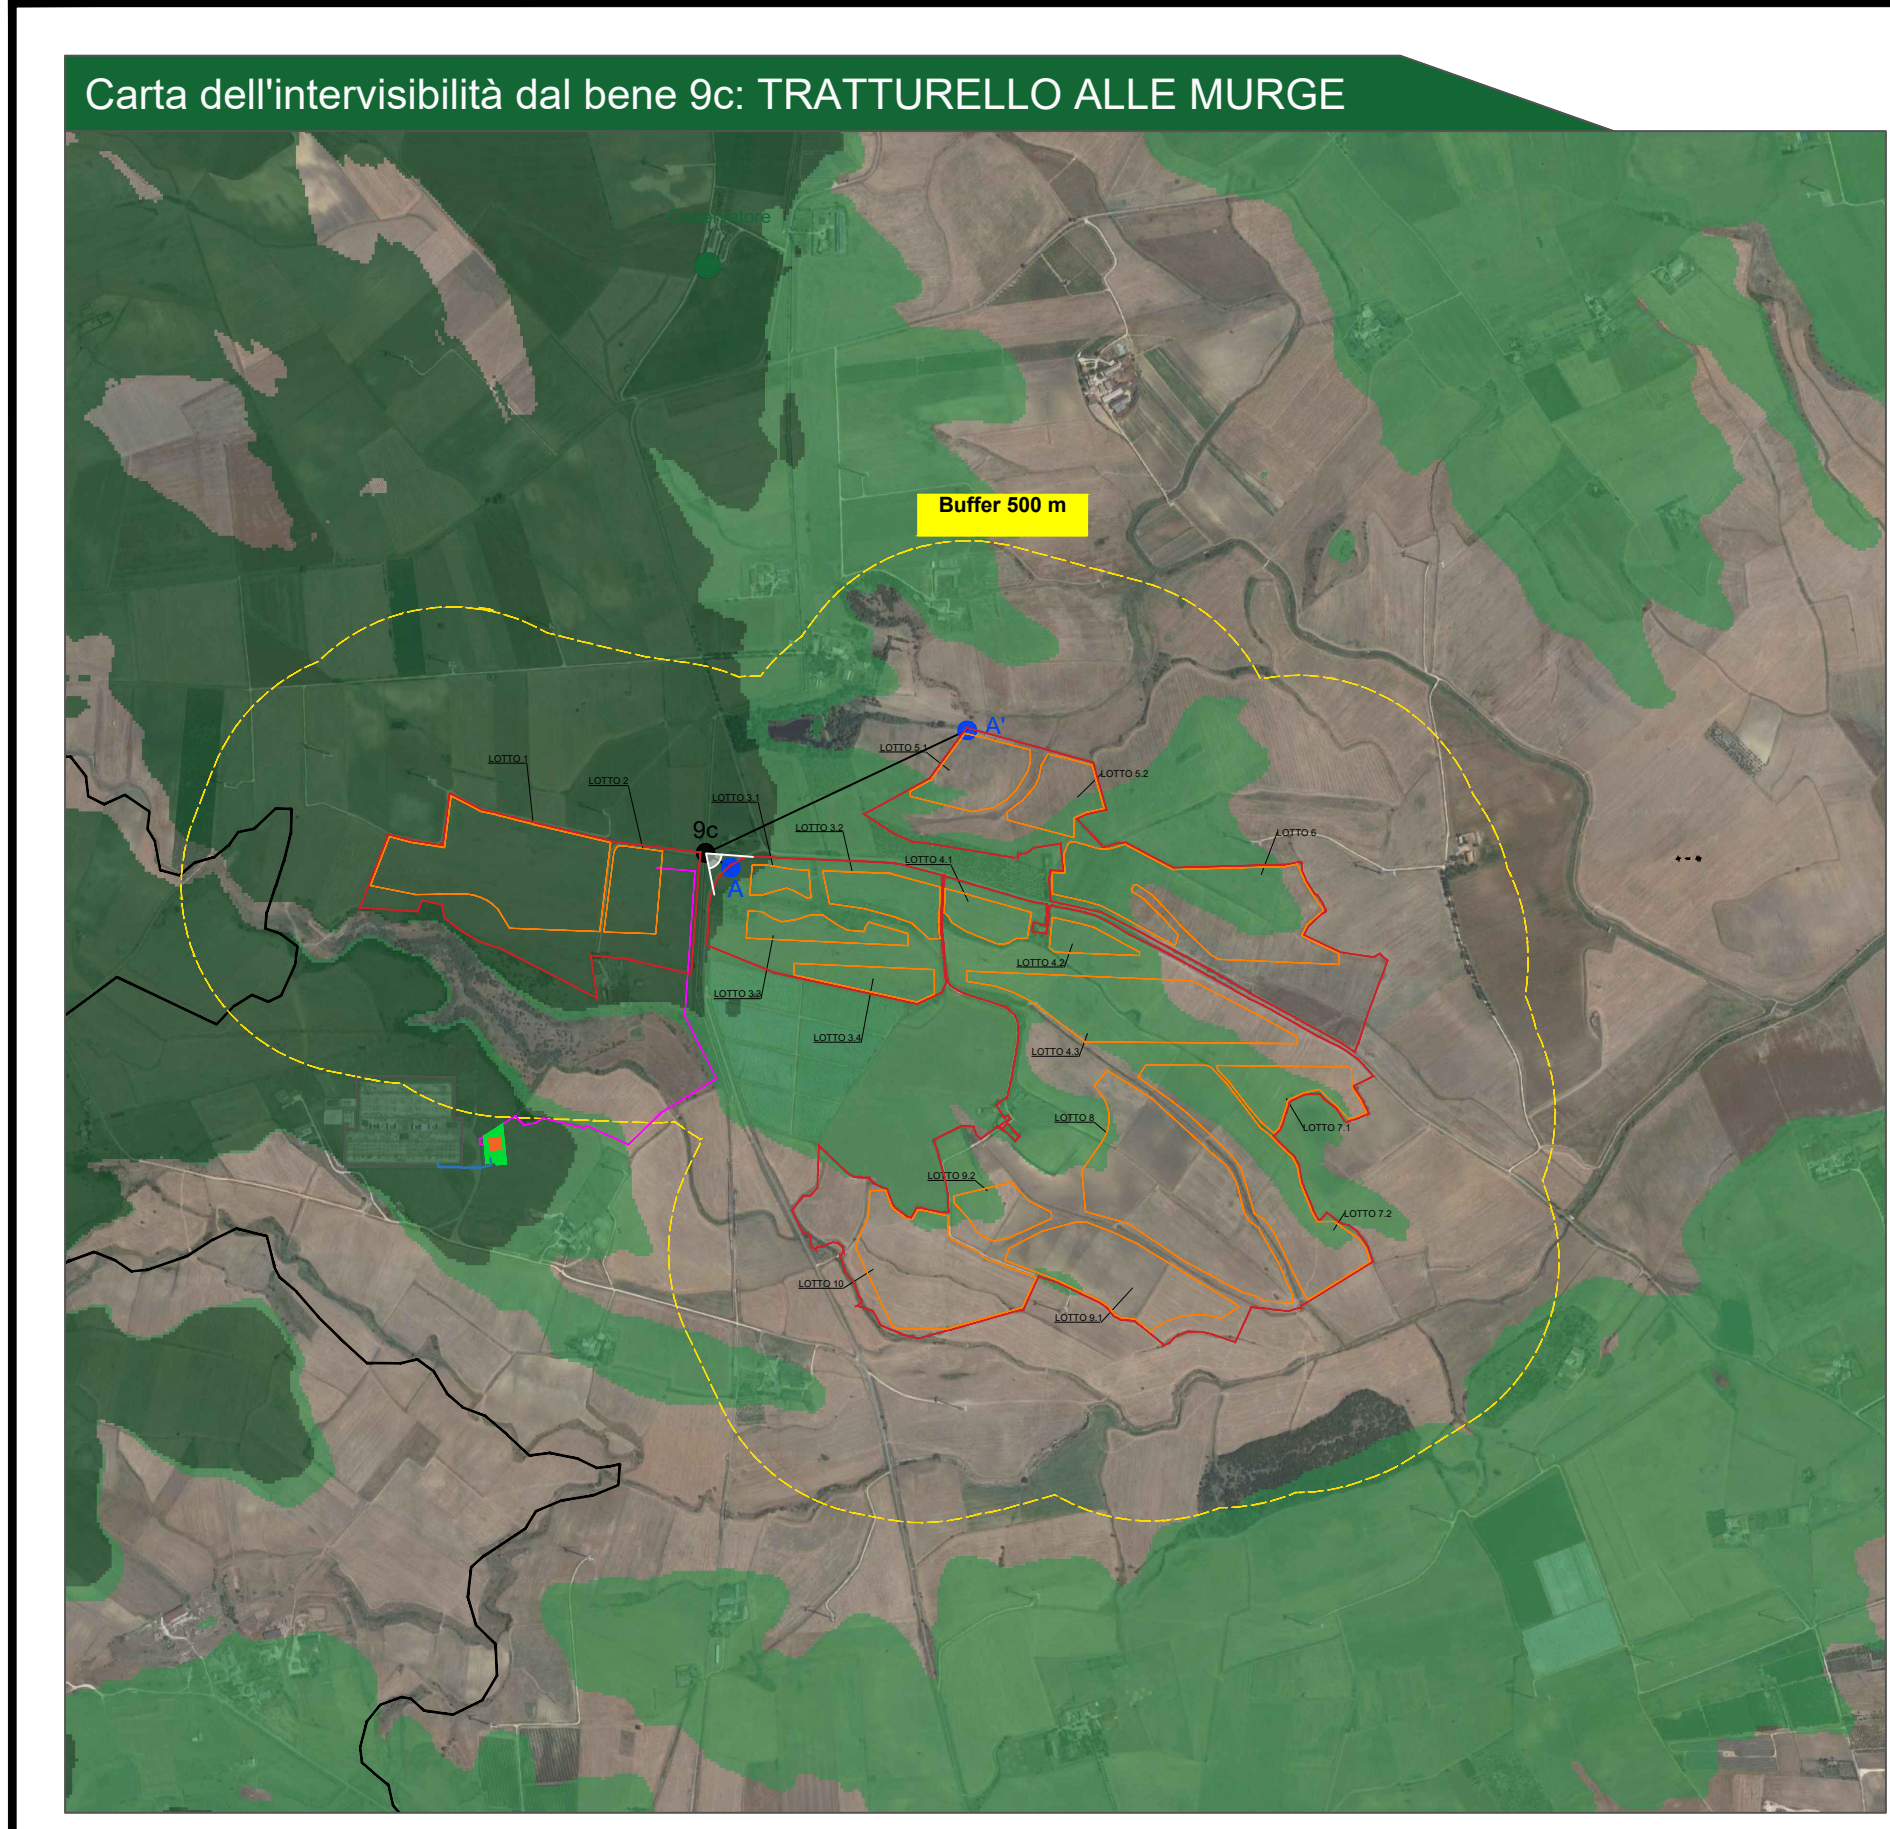 Carta dell'intervisibilità dal bene 9c: TRATTURELLO ALLE MURGE
Osservatore
Buffer 500 m
A'
LOTTO 5.1
LOTTO 1
LOTTO 5.2
LOTTO 2
LOTTO 3.1
9c
LOTTO 3.2
LOTTO 6
LOTTO 4.1
A
LOTTO 4.2
LOTTO 3.3
LOTTO 3.4
LOTTO 4.3
LOTTO 8
LOTTO 7.1
LOTTO 9.2
LOTTO 7.2
LOTTO 10
LOTTO 9.1